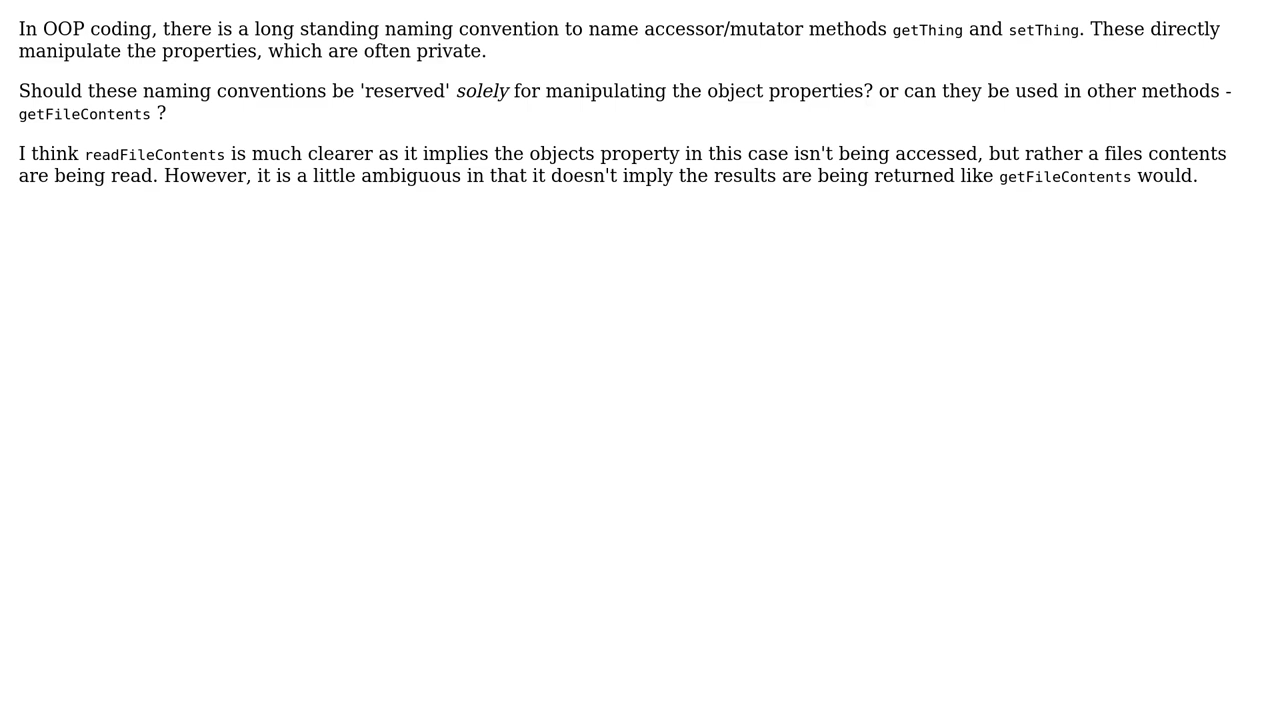 In OOP coding, there is a long standing naming convention to name accessor/mutator methods getThing and setThing. These directly
manipulate the properties, which are often private.
Should these naming conventions be 'reserved' solely for manipulating the object properties? or can they be used in other methods -
getFileContents ?
I think readFileContents is much clearer as it implies the objects property in this case isn't being accessed, but rather a files contents
are being read. However, it is a little ambiguous in that it doesn't imply the results are being returned like getFileContents would.